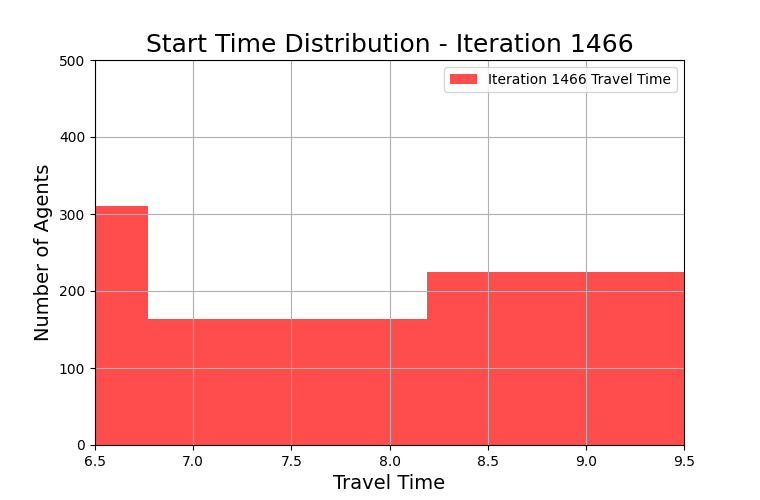 Start Time Distribution - Iteration 1466
500
Iteration 1466 Travel Time
400
300
200
100
0
Number of Agents
6.5 7.0 7.5 8.0 8.5 9.0 9.5
Travel Time